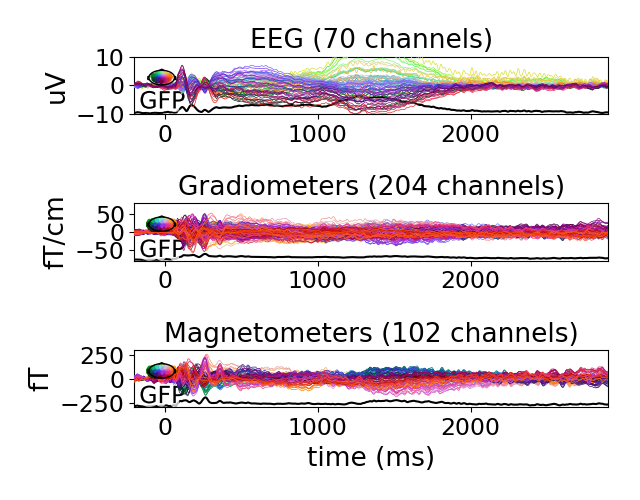 EEG (70 channels)
10
0
−10
uV
GFP
0 1000 2000
Gradiometers (204 channels)
50
0
−50
fT/cm
GFP
0 1000 2000
Magnetometers (102 channels)
250
0
−250
fT
GFP
0 1000 2000
time (ms)